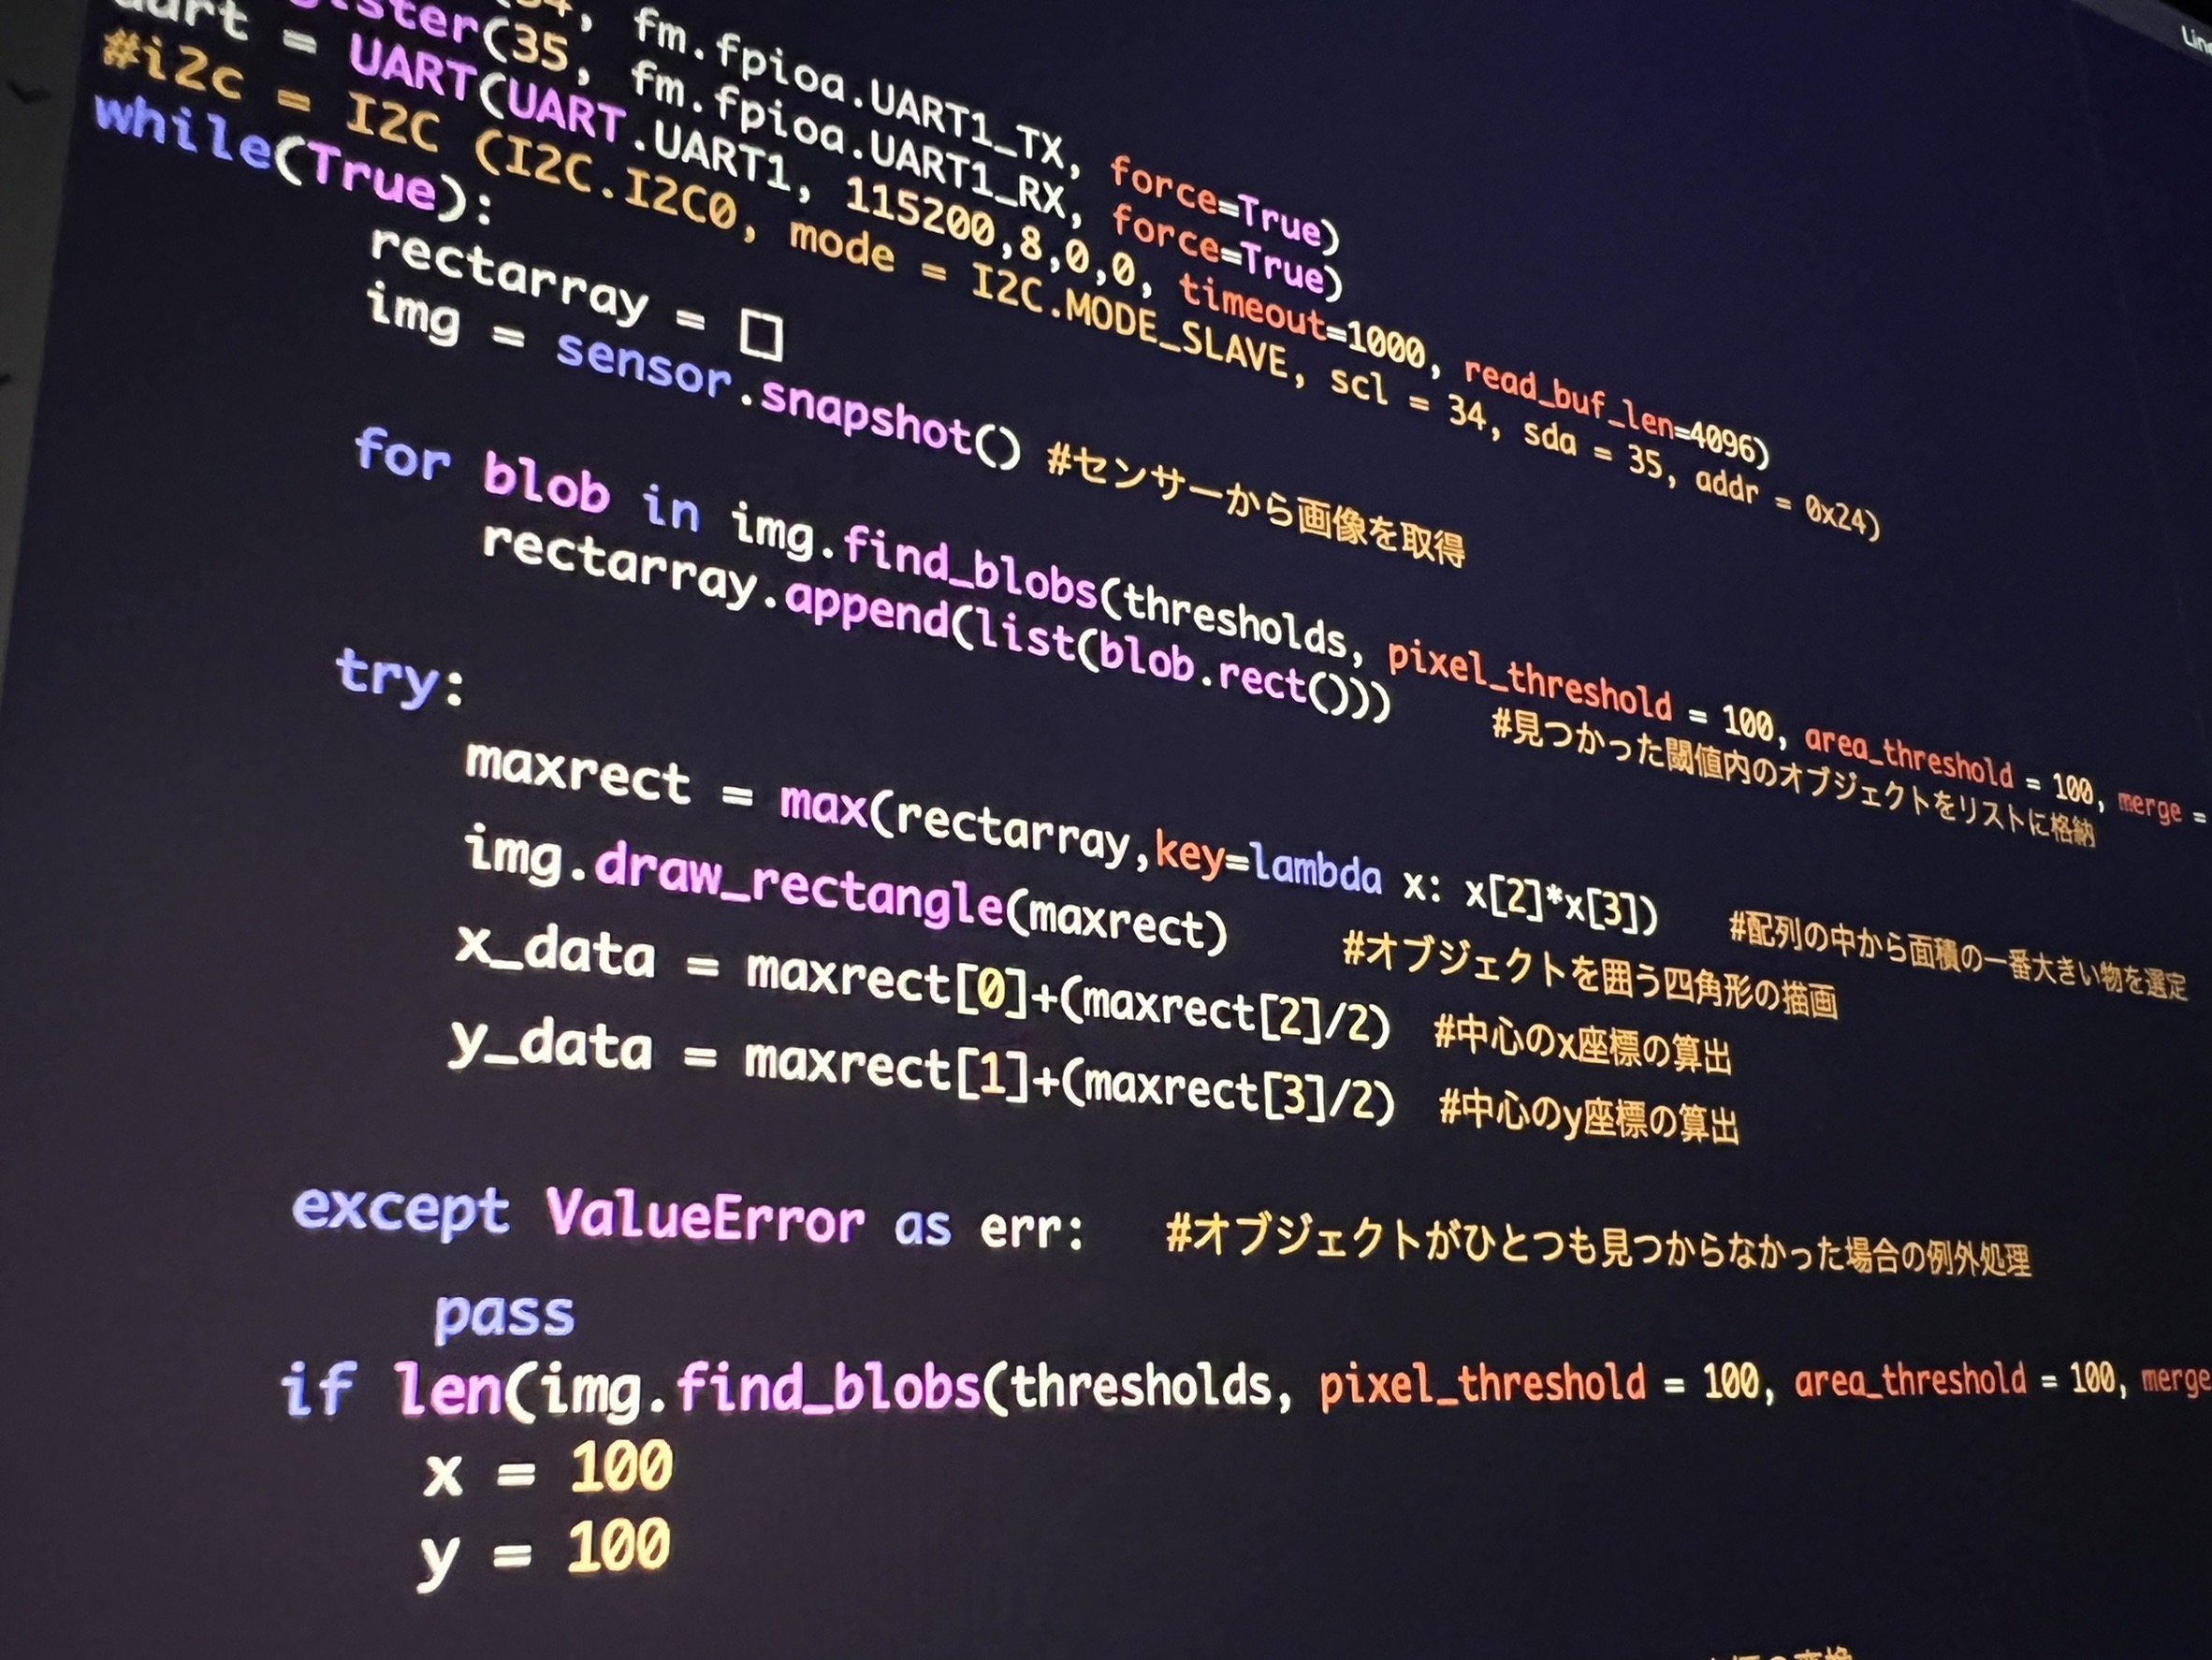 fm.fpioa.UART1_TX, force=True)
ister(35, fm.fpioa.UART1_RX, force=True)
uart = UART(UART.UART1, 115200,8,0,0, timeout=1000, read_buf_len=4096)
#i2c = I2C (I2C.I2C0, mode = I2C.MODE_SLAVE, scl = 34, sda = 35, addr = 0x24)
while(True):
rectarray = []
img = sensor.snapshot() #センサーから画像を取得
for blob in img.find_blobs(thresholds, pixel_threshold = 100, area_threshold = 100, merge =
rectarray.append(list(blob.rect())) #見つかった閾値内のオブジェクトをリストに格納
try:
maxrect = max(rectarray,key=lambda x: x[2]*x[3]) #配列の中から面積の一番大きい物を選定
img.draw_rectangle(maxrect) #オブジェクトを囲う四角形の描画
x_data = maxrect[0]+(maxrect[2]/2) #中心のx座標の算出
y_data = maxrect[1]+(maxrect[3]/2) #中心のy座標の算出
except ValueError as err: #オブジェクトがひとつも見つからなかった場合の例外処理
pass
if len(img.find_blobs(thresholds, pixel_threshold = 100, area_threshold = 100, merge
x = 100
y = 100